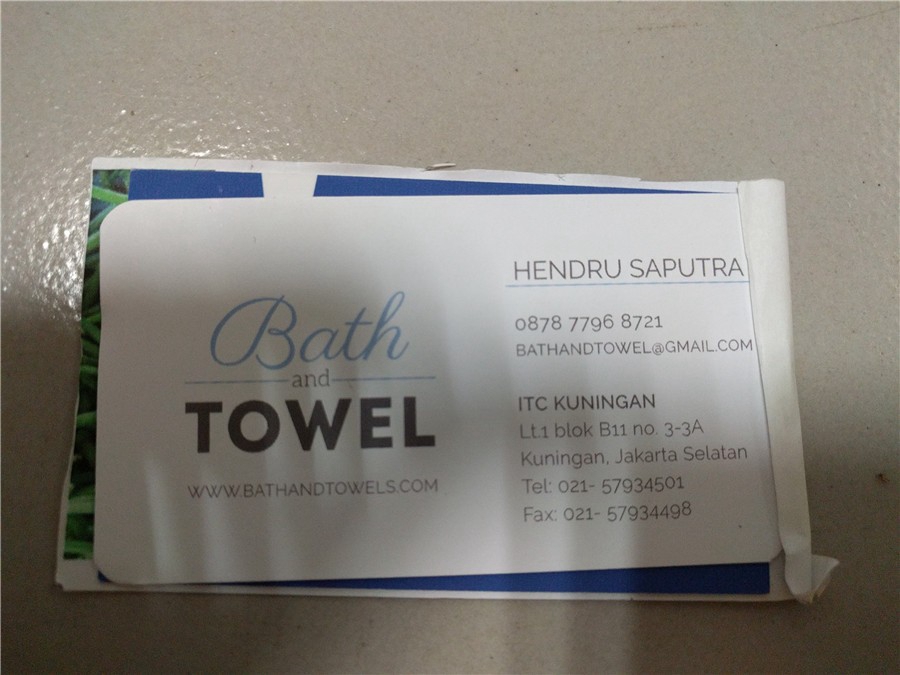 Bath
and
TOWEL
WWW.BATHANDTOWELS.COM
HENDRU SAPUTRA
0878 7796 8721
BATHANDTOWEL@GMAIL.COM
ITC KUNINGAN
Lt.1 blok B11 no. 3-3A
Kuningan, Jakarta Selatan
Tel: 021- 57934501
Fax: 021- 57934498